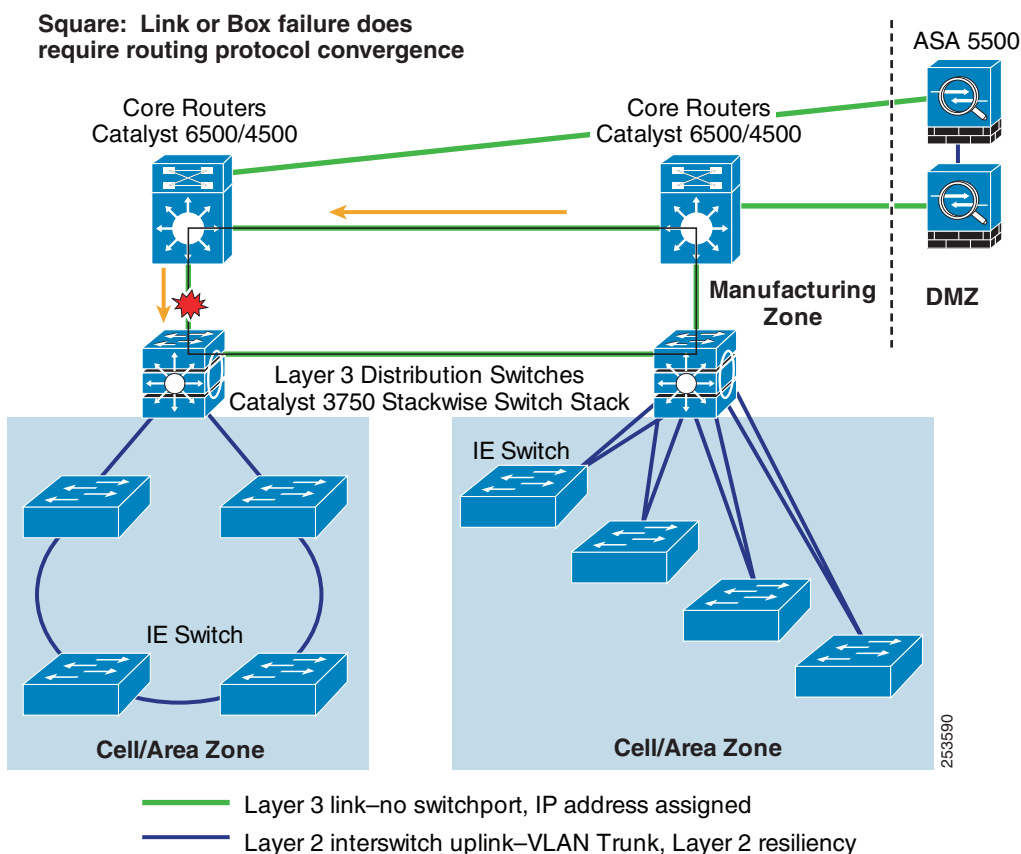 Square: Link or Box failure does
require routing protocol convergence
ASA 5500
Core Routers
Catalyst 6500/4500
Core Routers
Catalyst 6500/4500
Manufacturing
Zone
DMZ
Layer 3 Distribution Switches
Catalyst 3750 Stackwise Switch Stack
IE Switch
IE Switch
Cell/Area Zone
Cell/Area Zone
253590
Layer 3 link–no switchport, IP address assigned
Layer 2 interswitch uplink–VLAN Trunk, Layer 2 resiliency